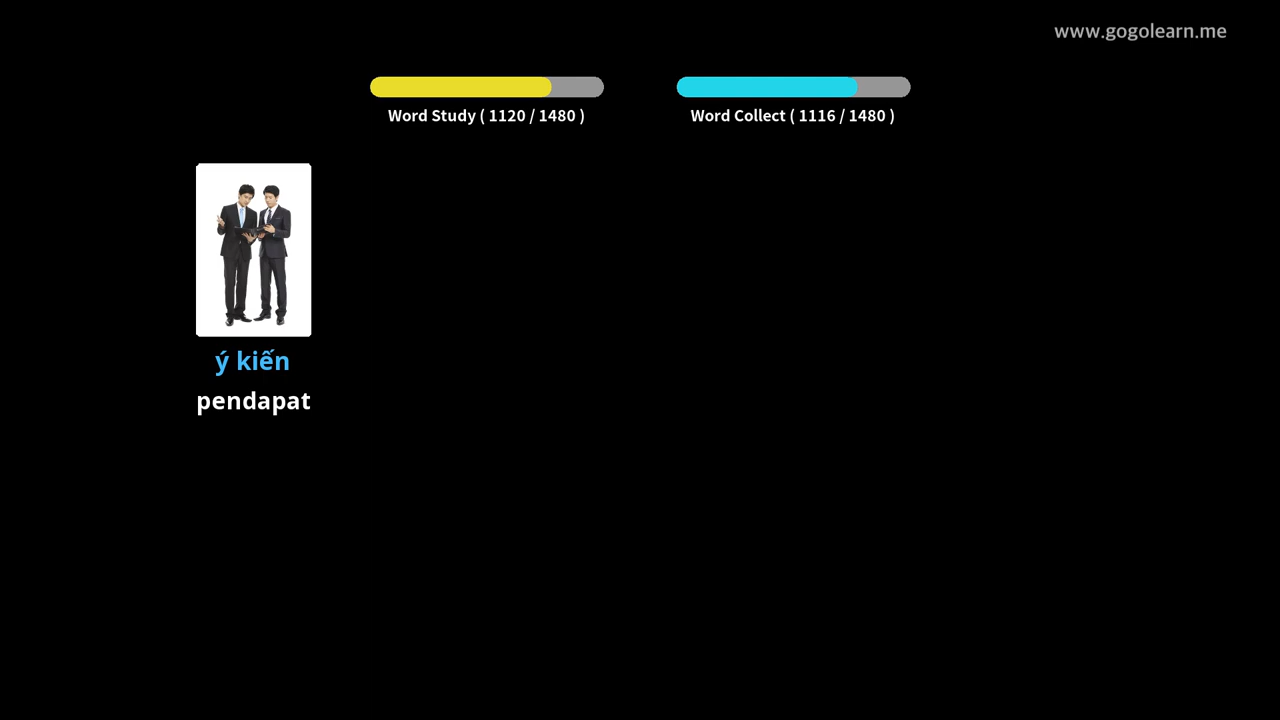 www.gogolearn.me
Word Study ( 1120 / 1480 )
Word Collect ( 1116 / 1480 )
ý kiến
pendapat